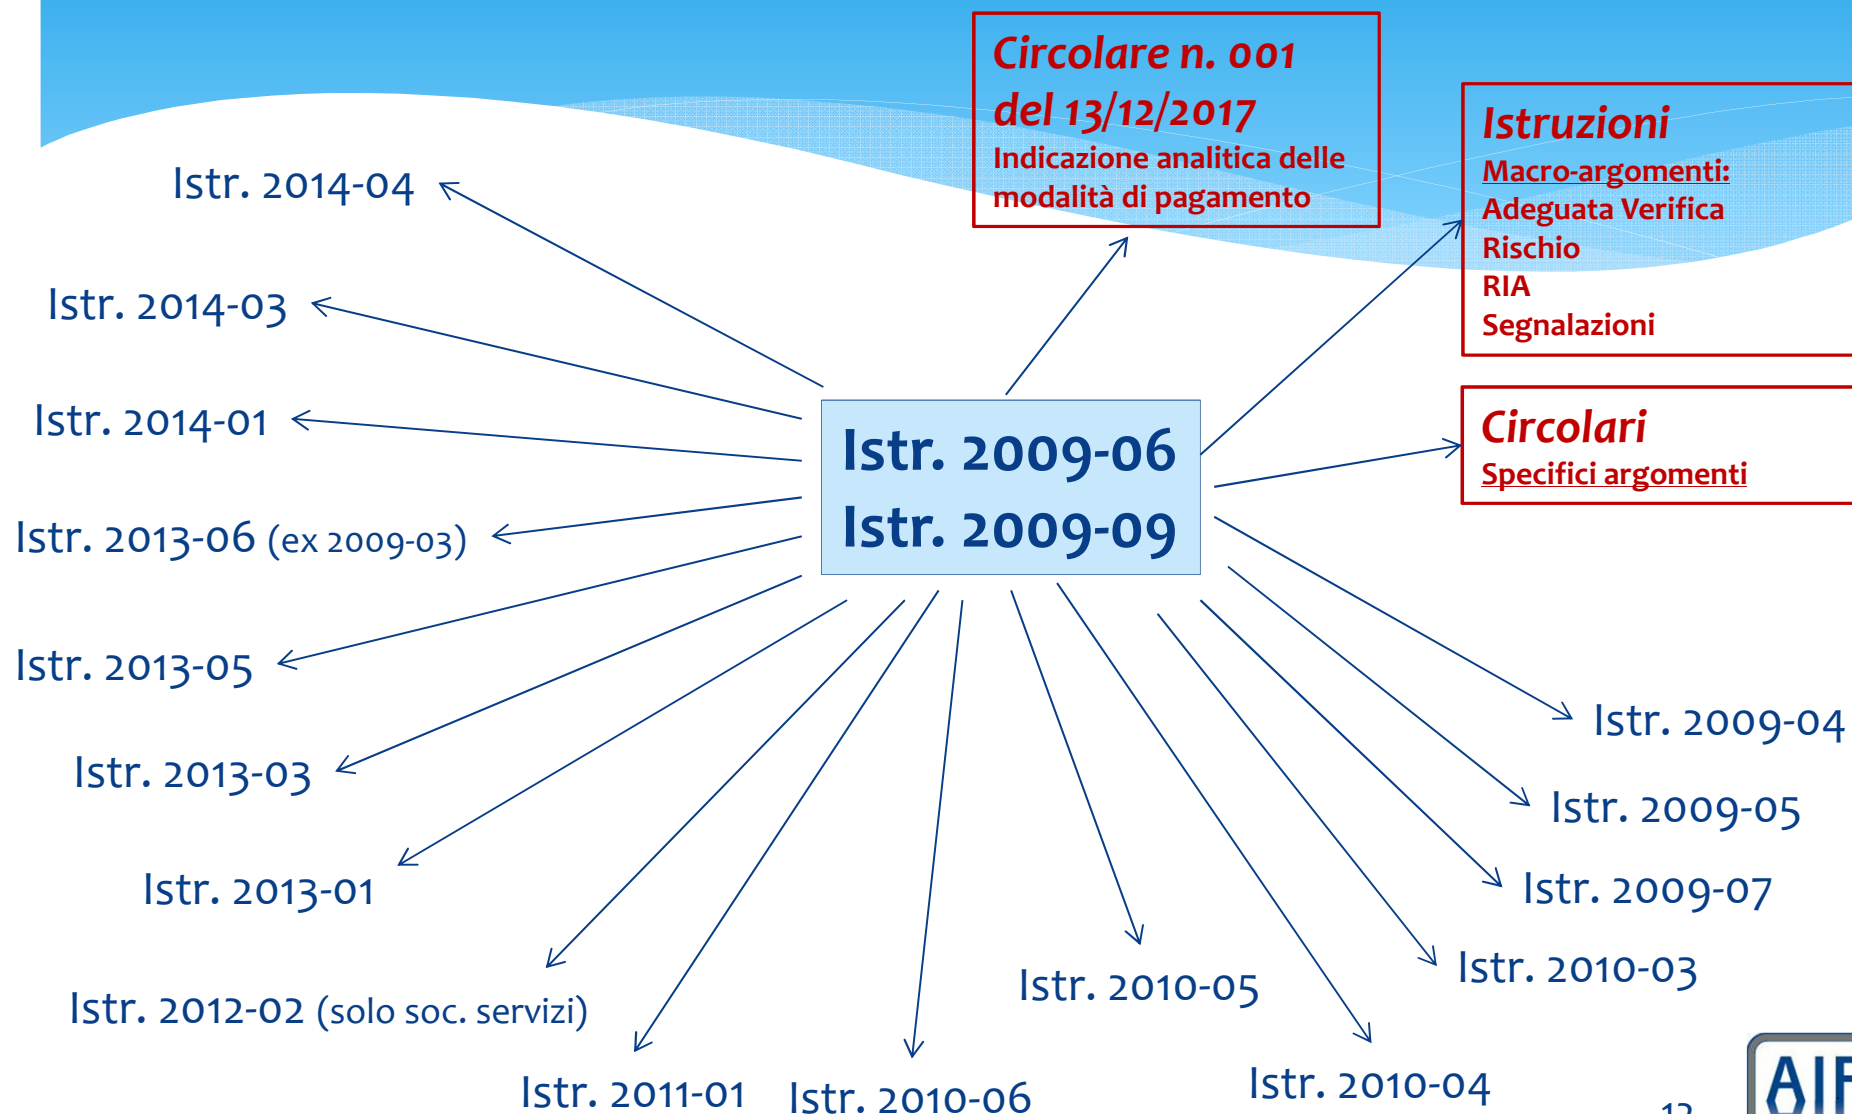 Circolare n. 001
del 13/12/2017
Indicazione analitica delle
modalità di pagamento
Istruzioni
Macro-argomenti:
Adeguata Verifica
Rischio
RIA
Segnalazioni
Circolari
Specifici argomenti
Istr. 2014-04
Istr. 2014-03
Istr. 2014-01
Istr. 2009-06
Istr. 2009-09
Istr. 2013-06 (ex 2009-03)
Istr. 2013-05
Istr. 2013-03
Istr. 2013-01
Istr. 2012-02 (solo soc. servizi)
Istr. 2011-01
Istr. 2010-06
Istr. 2010-05
Istr. 2010-04
Istr. 2010-03
Istr. 2009-07
Istr. 2009-05
Istr. 2009-04